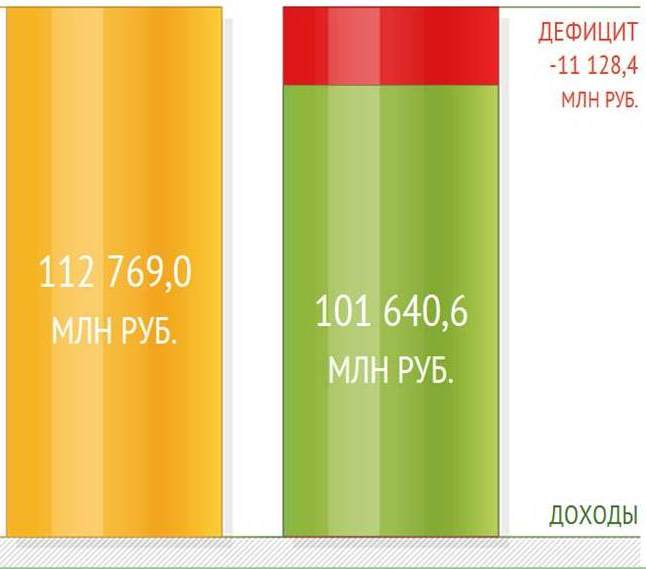 ДЕФИЦИТ
-11 128,4
МЛН РУБ.
112 769,0
МЛН РУБ.
101 640,6
МЛН РУБ.
ДОХОДЫ